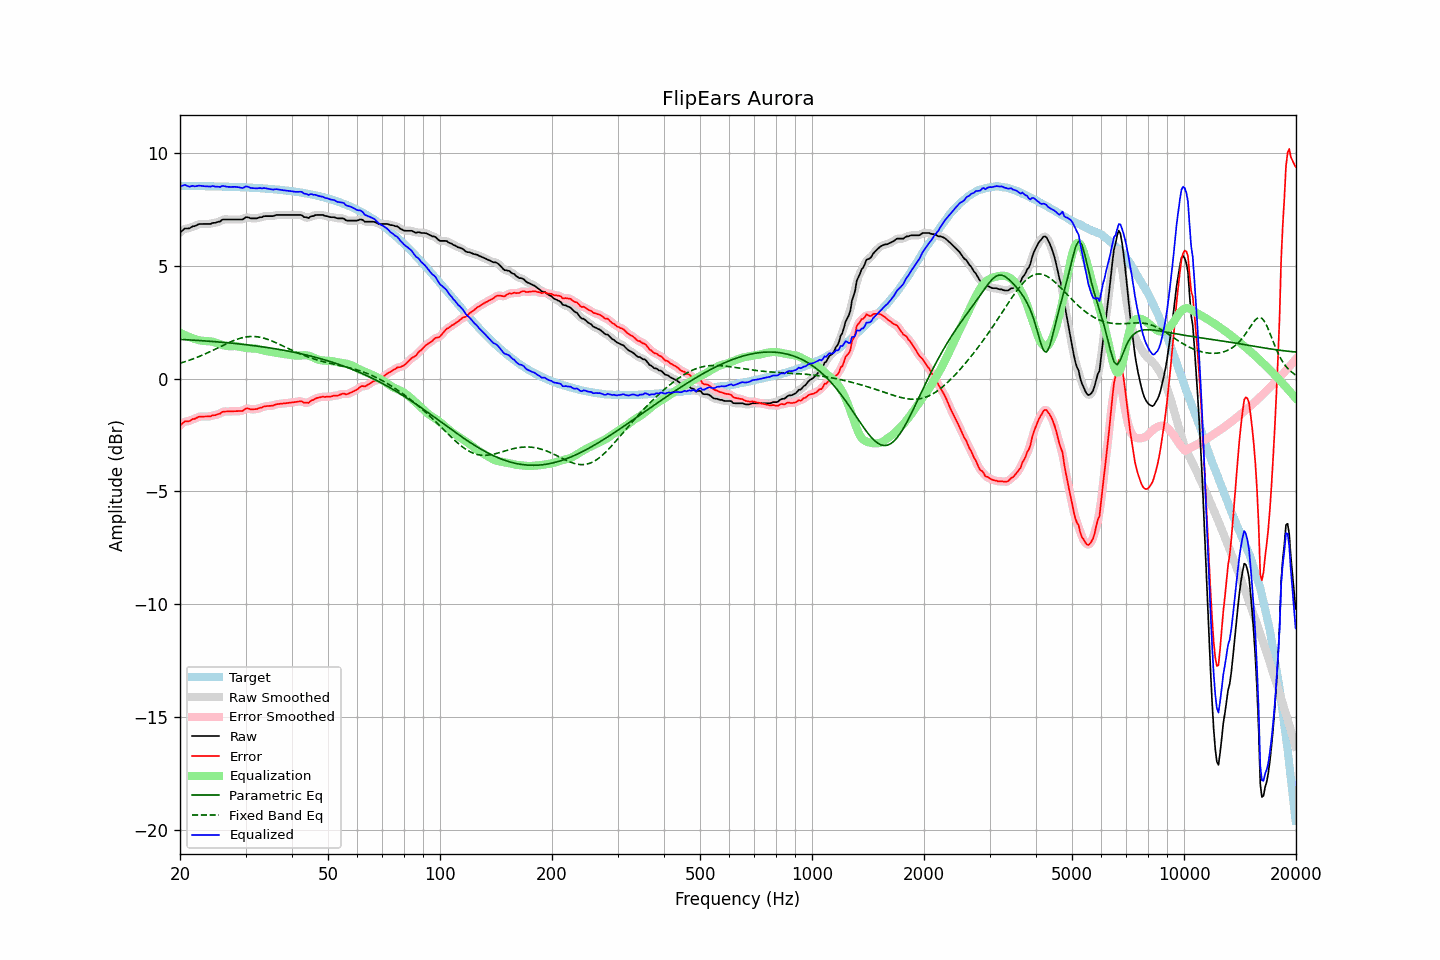 FlipEars Aurora
Amplitude (dBr)
10
5
0
−5
−10
−15
−20
Target
Raw Smoothed
Error Smoothed
Raw
Error
Equalization
Parametric Eq
Fixed Band Eq
Equalized
20 50 100 200 500 1000 2000 5000 10000 20000
Frequency (Hz)